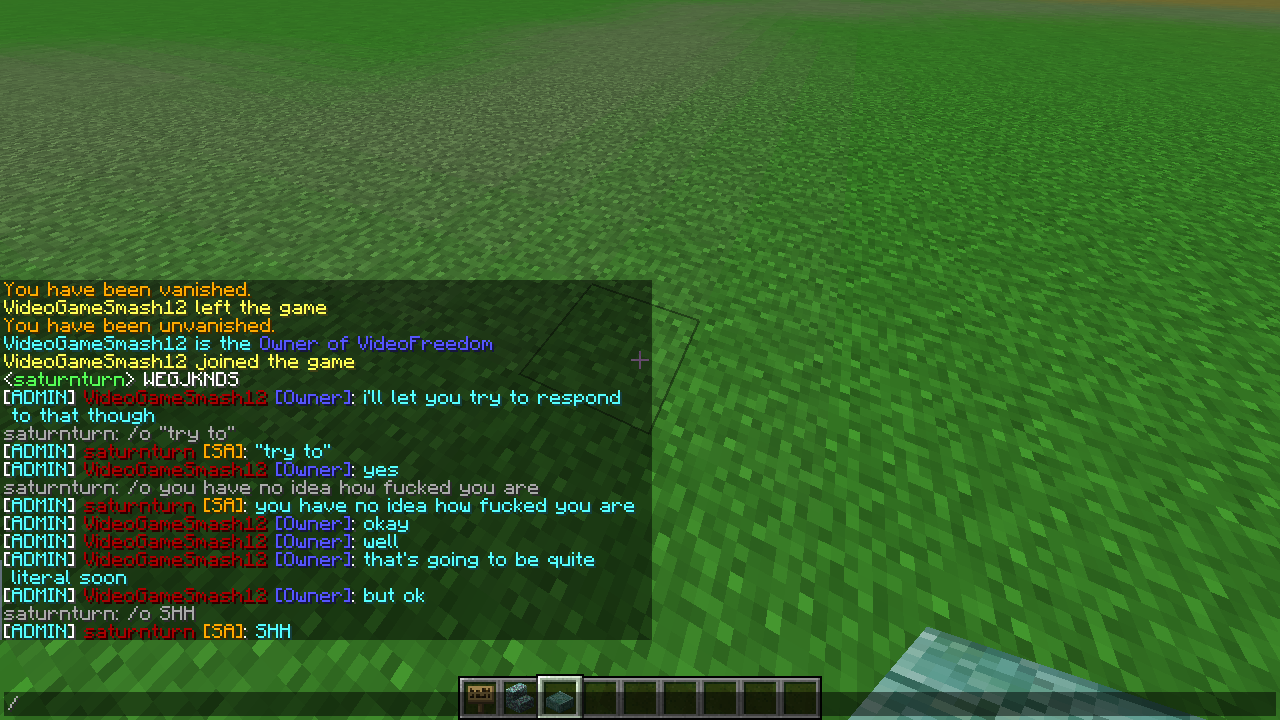 You have been vanished.
VideoGameSmash12 left the game
You have been unvanished.
VideoGameSmash12 is the Owner of VideoFreedom
VideoGameSmash12 joined the game
<saturnturn> WEGJKNDS
[ADMIN] VideoGameSmash12 [Owner]: i'll let you try to respond
to that though
saturnturn: /o "try to"
[ADMIN] saturnturn [SA]: "try to"
[ADMIN] VideoGameSmash12 [Owner]: yes
saturnturn: /o you have no idea how fucked you are
[ADMIN] saturnturn [SA]: you have no idea how fucked you are
[ADMIN] VideoGameSmash12 [Owner]: okay
[ADMIN] VideoGameSmash12 [Owner]: well
[ADMIN] VideoGameSmash12 [Owner]: that's going to be quite
literal soon
[ADMIN] VideoGameSmash12 [Owner]: but ok
saturnturn: /o SHH
[ADMIN] saturnturn [SA]: SHH
/